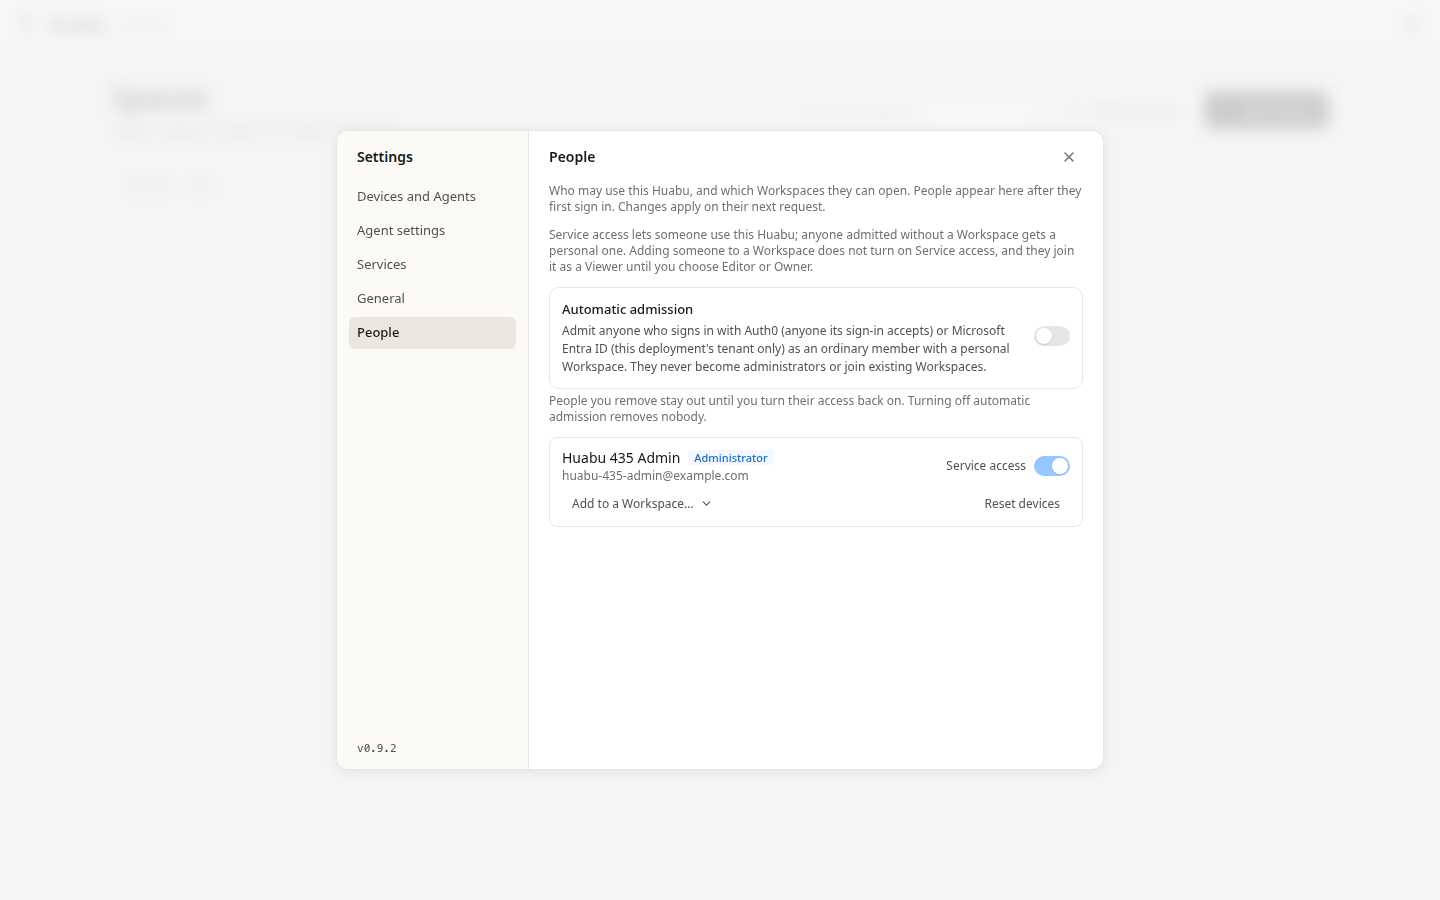 Settings
Devices and Agents
Agent settings
Services
General
People
v0.9.2
People
Who may use this Huabu, and which Workspaces they can open. People appear here after they
first sign in. Changes apply on their next request.
Service access lets someone use this Huabu; anyone admitted without a Workspace gets a
personal one. Adding someone to a Workspace does not turn on Service access, and they join
it as a Viewer until you choose Editor or Owner.
Automatic admission
Admit anyone who signs in with Auth0 (anyone its sign-in accepts) or Microsoft
Entra ID (this deployment's tenant only) as an ordinary member with a personal
Workspace. They never become administrators or join existing Workspaces.
People you remove stay out until you turn their access back on. Turning off automatic
admission removes nobody.
Huabu 435 Admin Administrator
huabu-435-admin@example.com
Service access
Add to a Workspace...
Reset devices